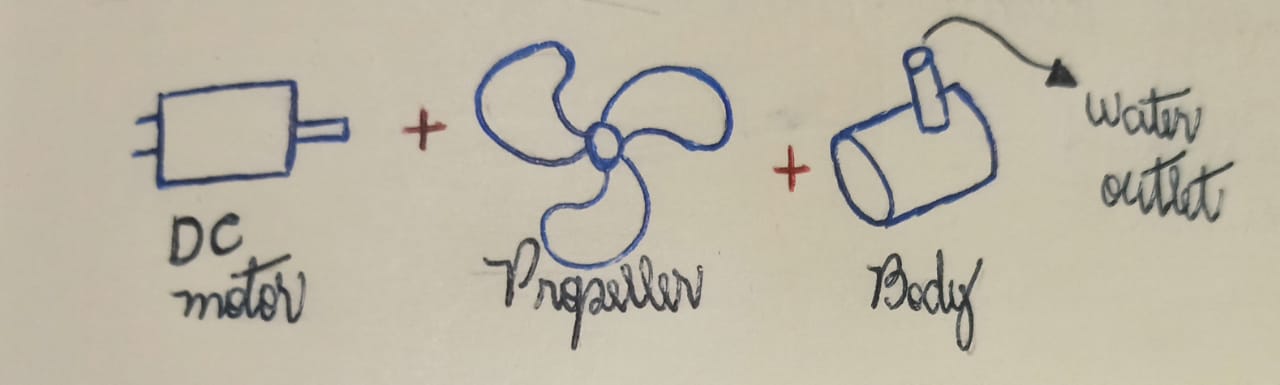 DC
motor
+
Propeller
+
Body
Water
outlet